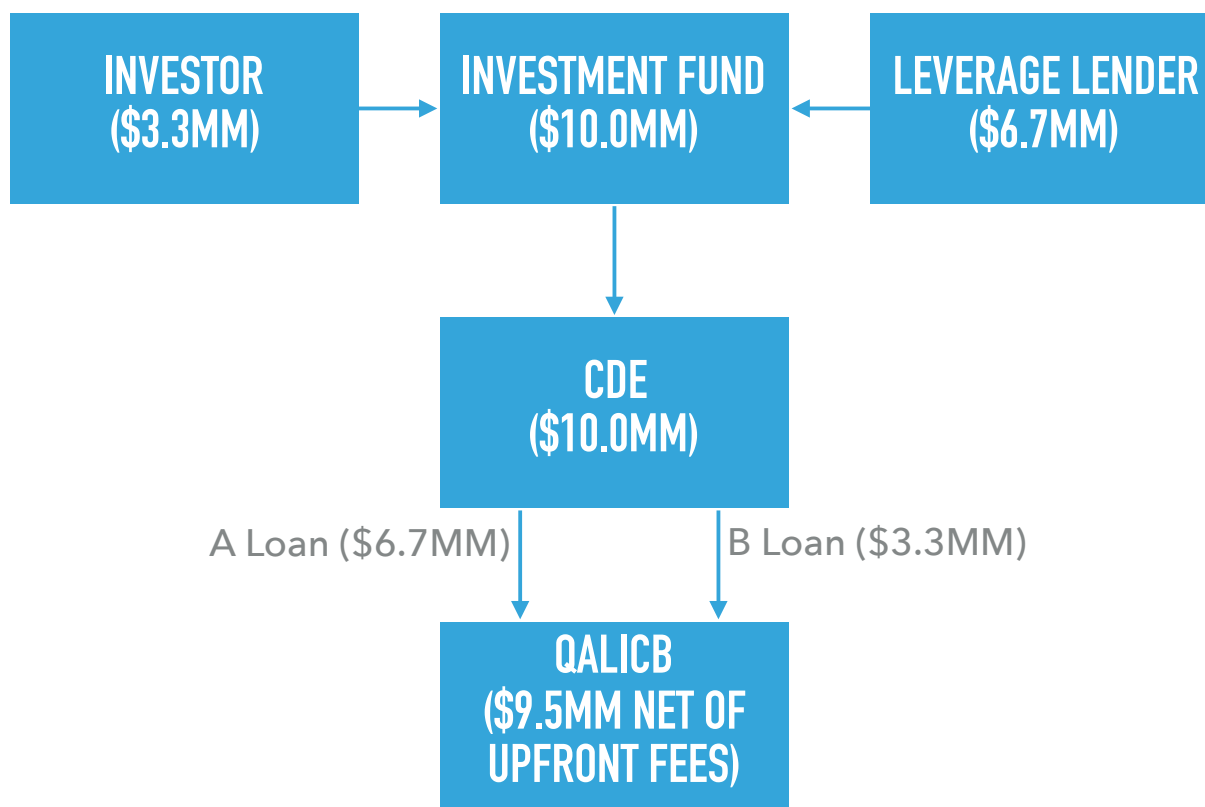 INVESTOR
($3.3MM)
INVESTMENT FUND
($10.0MM)
LEVERAGE LENDER
($6.7MM)
CDE
($10.0MM)
A Loan ($6.7MM)
B Loan ($3.3MM)
QALICB
($9.5MM NET OF
UPFRONT FEES)